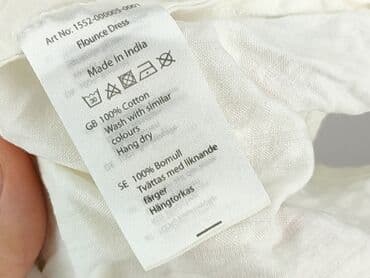 Art No: 1552-000005-0001
Flounce Dress
Made in India
GB 100% Cotton
Wash with similar
colours
Hang dry
SE 100% Bomull
Tvättas med liknande
färger
Hängtorkas